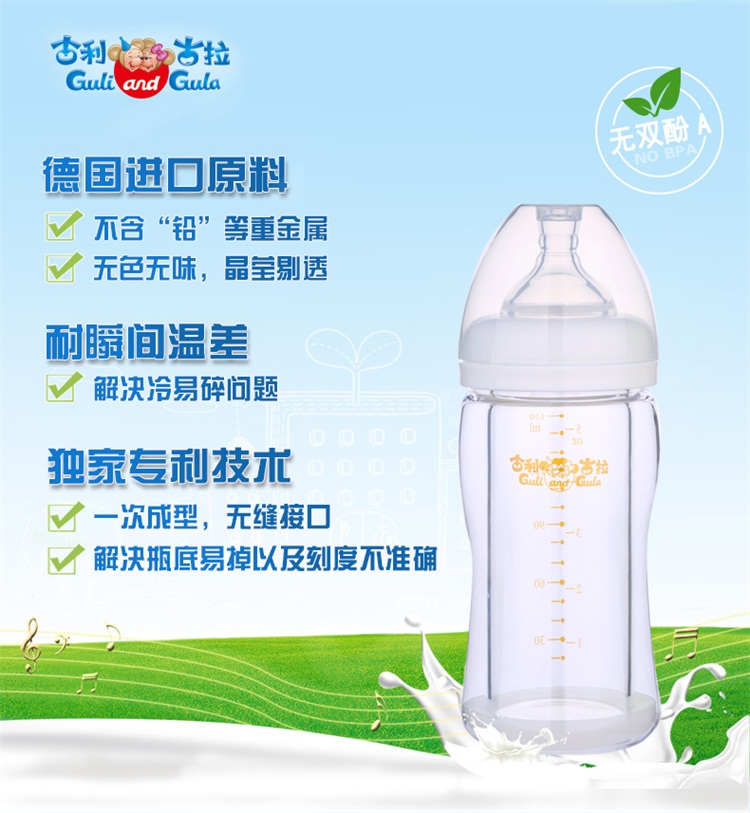 古利古拉
Guli and Gula
无双酚A
NO BPA
德国进口原料
不含“铅”等重金属
无色无味，晶莹剔透
耐瞬间温差
解决冷易碎问题
独家专利技术
一次成型，无缝接口
解决瓶底易掉以及刻度不准确
150
ml
5
oz
古利古拉
Guli and Gula
90
3
60
2
30
1